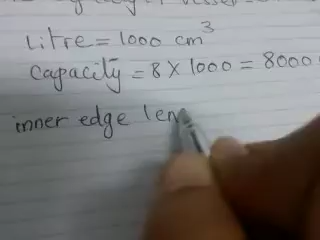 litre = 1000 cm³
Capacity = 8 × 1000 = 8000
inner edge len